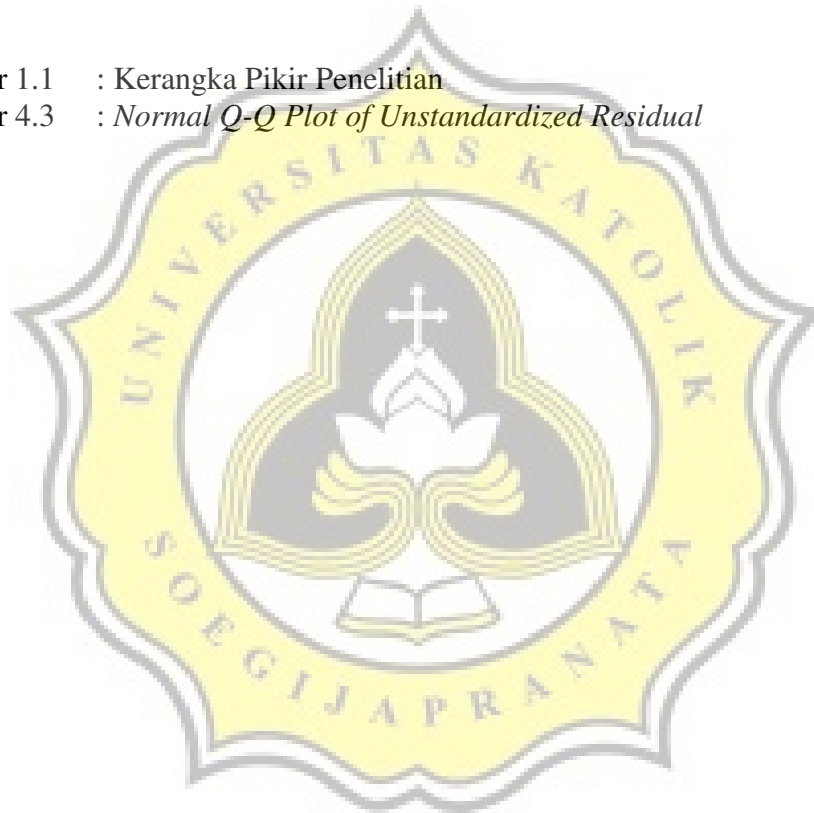 r 1.1 : Kerangka Pikir Penelitian
r 4.3 : Normal Q-Q Plot of Unstandardized Residual
UNIVERSITAS KATOLIK
SOEGIJAPRANATA